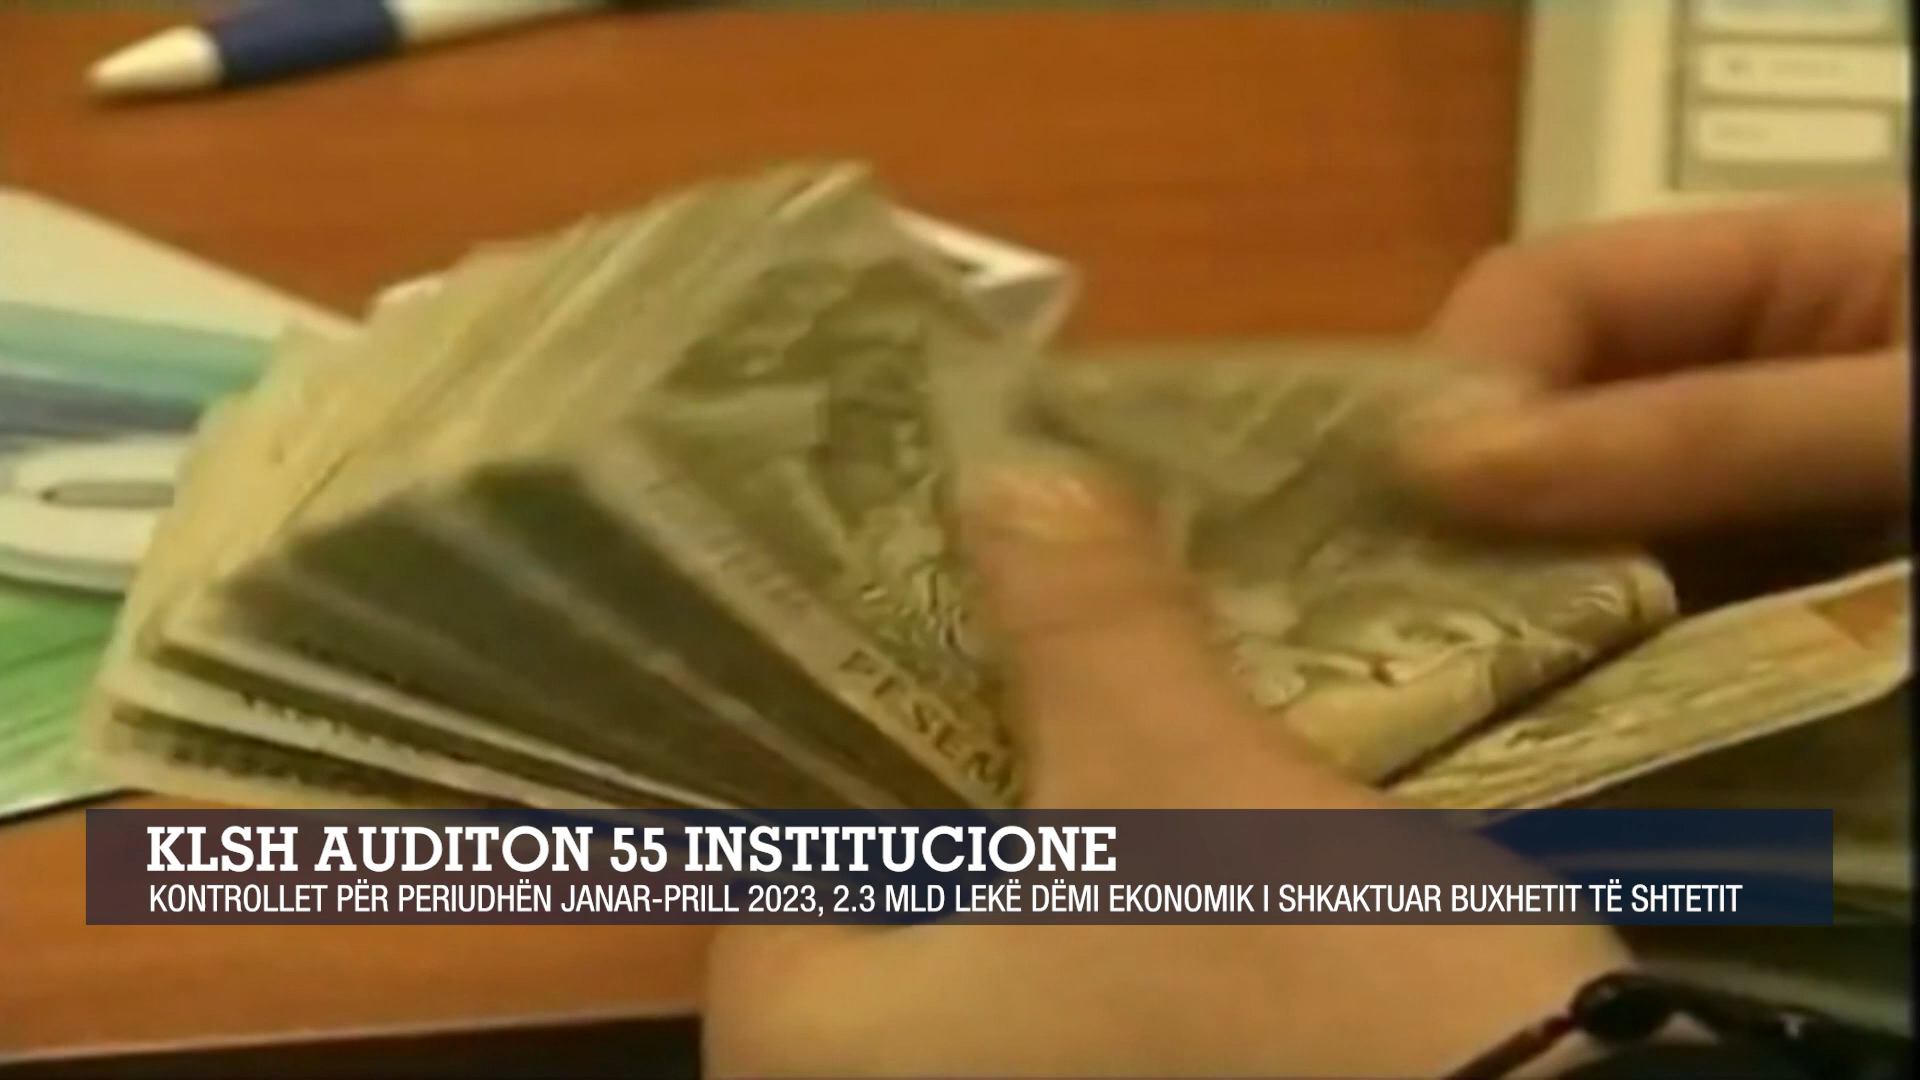 KLSH AUDITON 55 INSTITUCIONE
KONTROLLET PËR PERIUDHËN JANAR-PRILL 2023, 2.3 MLD LEKË DËMI EKONOMIK I SHKAKTUAR BUXHETIT TË SHTETIT